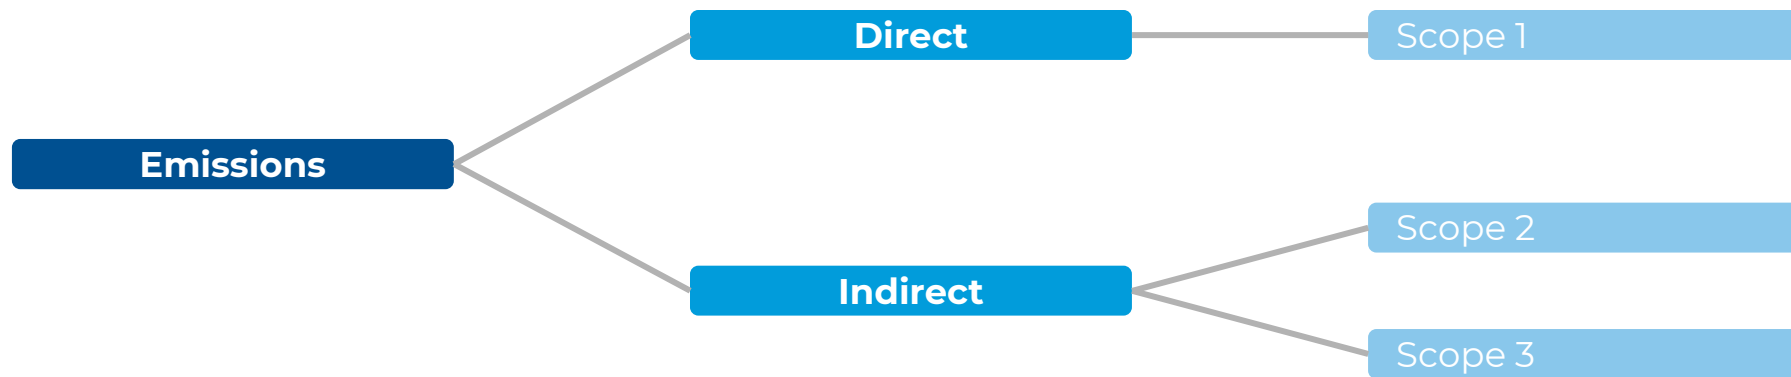 Emissions
Direct
Scope 1
Indirect
Scope 2
Scope 3